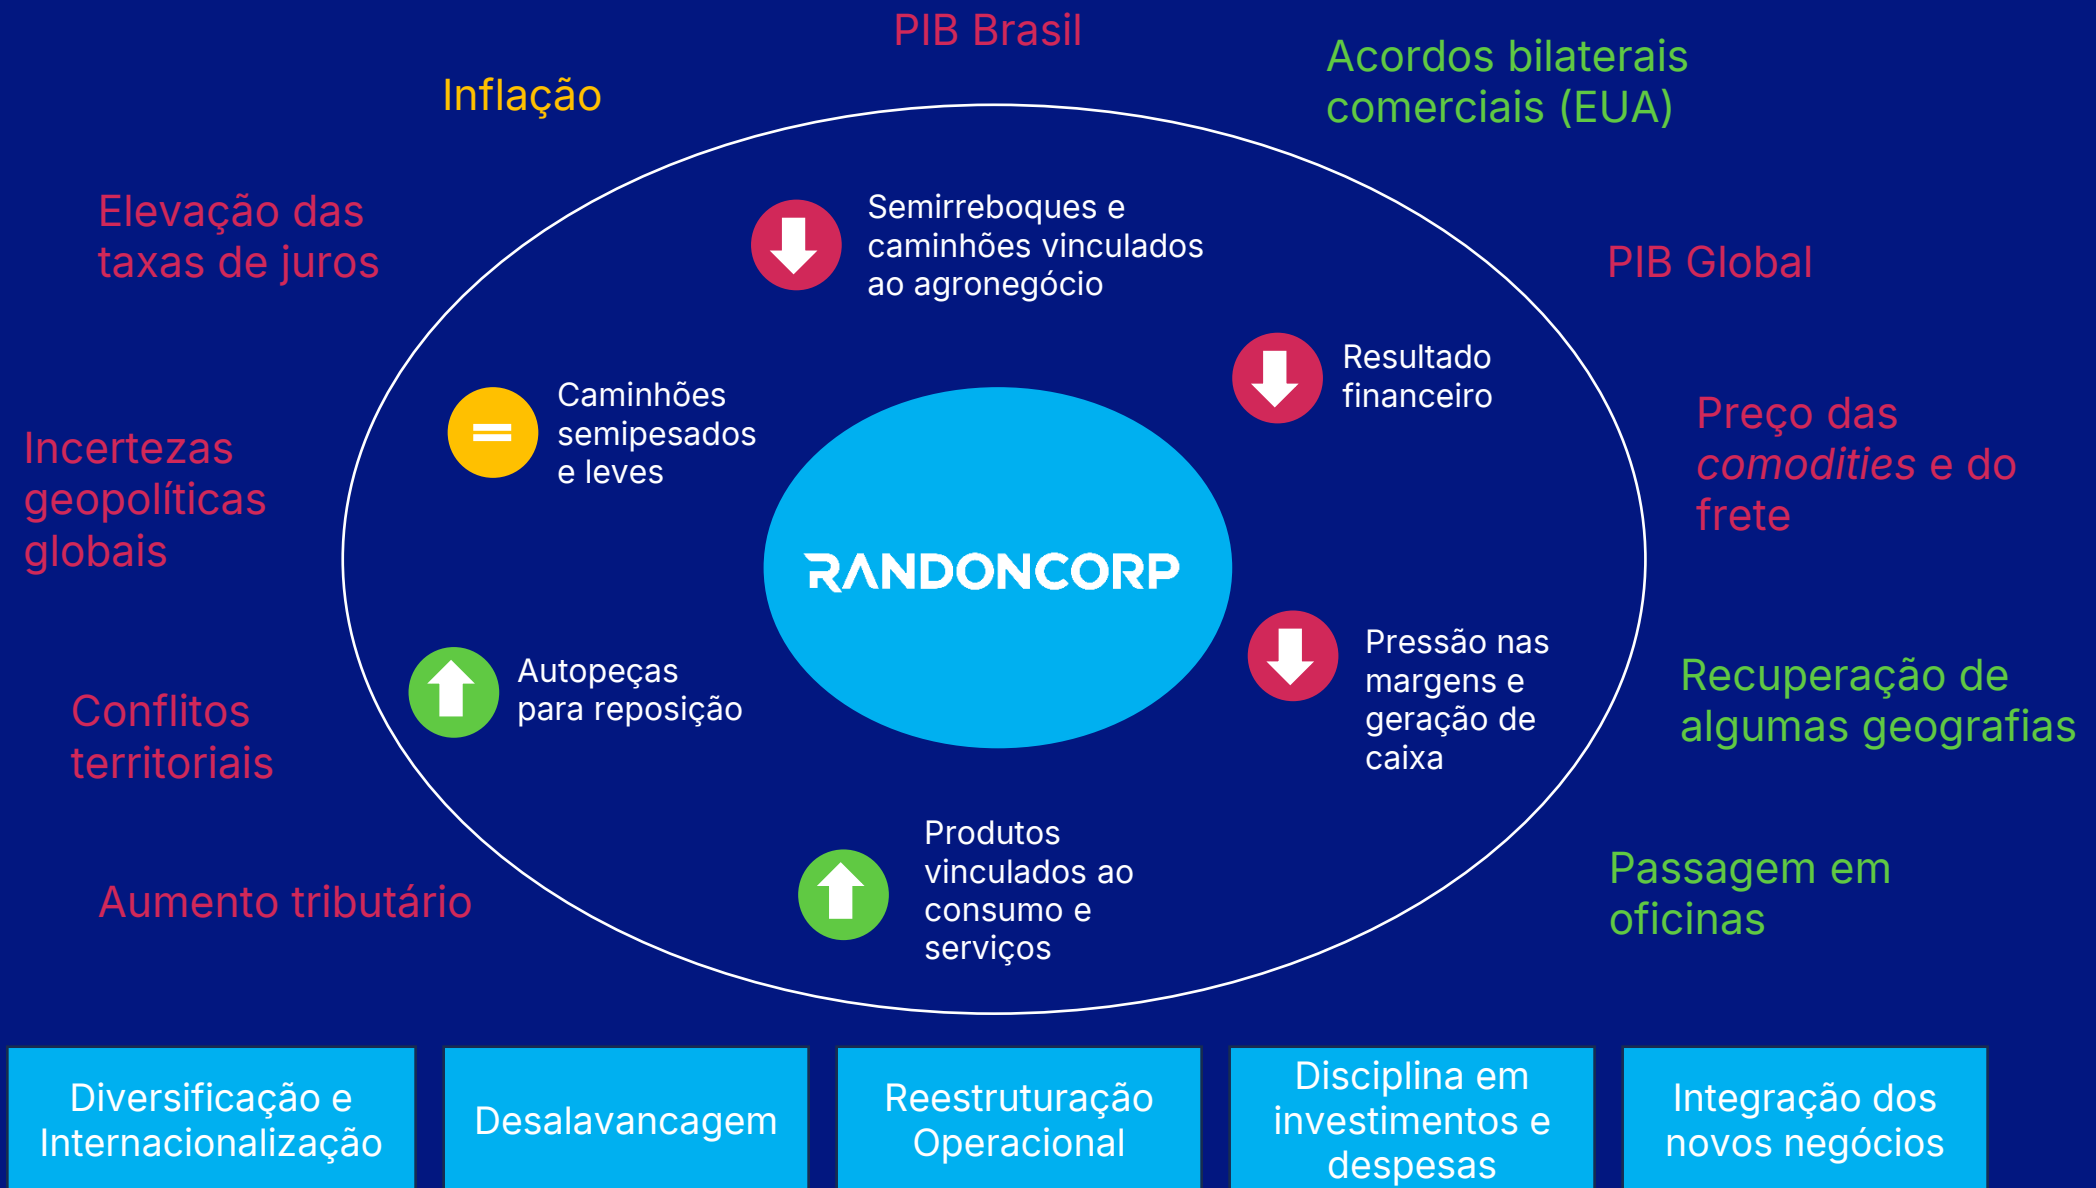 PIB Brasil
Acordos bilaterais
comerciais (EUA)
Inflação
Elevação das
taxas de juros
Semirreboques e
caminhões vinculados
ao agronegócio
PIB Global
Resultado
financeiro
Caminhões
semipesados
e leves
Preço das
comodities e do
frete
Incertezas
geopolíticas
globais
RANDONCORP
Pressão nas
margens e
geração de
caixa
Autopeças
para reposição
Recuperação de
algumas geografias
Conflitos
territoriais
Produtos
vinculados ao
consumo e
serviços
Passagem em
oficinas
Aumento tributário
Diversificação e
Internacionalização
Desalavancagem
Reestruturação
Operacional
Disciplina em
investimentos e
despesas
Integração dos
novos negócios